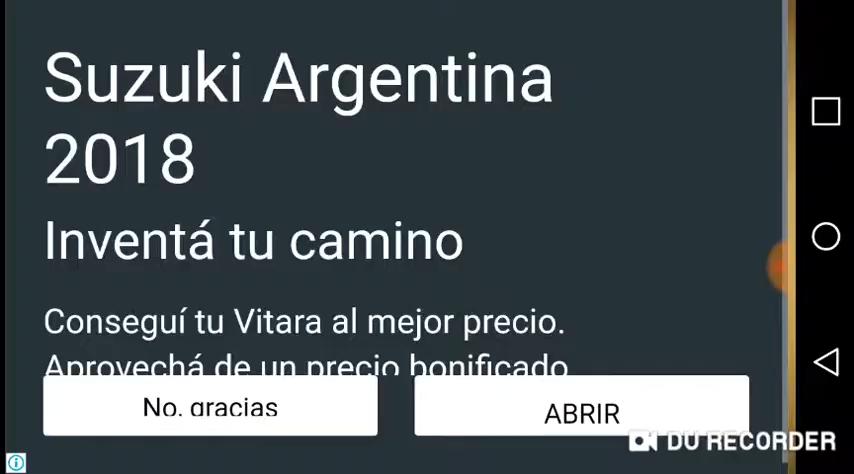 Suzuki Argentina
2018
Inventá tu camino
Conseguí tu Vitara al mejor precio.
Aprovechá de un precio bonificado
No, gracias
ABRIR
DU RECORDER